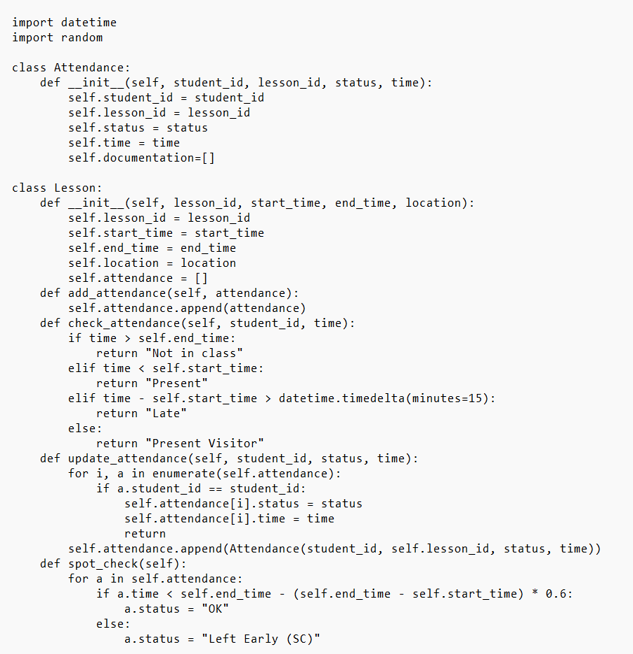 import datetime
import random

class Attendance:
    def __init__(self, student_id, lesson_id, status, time):
        self.student_id = student_id
        self.lesson_id = lesson_id
        self.status = status
        self.time = time
        self.documentation=[]

class Lesson:
    def __init__(self, lesson_id, start_time, end_time, location):
        self.lesson_id = lesson_id
        self.start_time = start_time
        self.end_time = end_time
        self.location = location
        self.attendance = []
    def add_attendance(self, attendance):
        self.attendance.append(attendance)
    def check_attendance(self, student_id, time):
        if time > self.end_time:
            return "Not in class"
        elif time < self.start_time:
            return "Present"
        elif time - self.start_time > datetime.timedelta(minutes=15):
            return "Late"
        else:
            return "Present Visitor"
    def update_attendance(self, student_id, status, time):
        for i, a in enumerate(self.attendance):
            if a.student_id == student_id:
                self.attendance[i].status = status
                self.attendance[i].time = time
                return
        self.attendance.append(Attendance(student_id, self.lesson_id, status, time))
    def spot_check(self):
        for a in self.attendance:
            if a.time < self.end_time - (self.end_time - self.start_time) * 0.6:
                a.status = "OK"
            else:
                a.status = "Left Early (SC)"